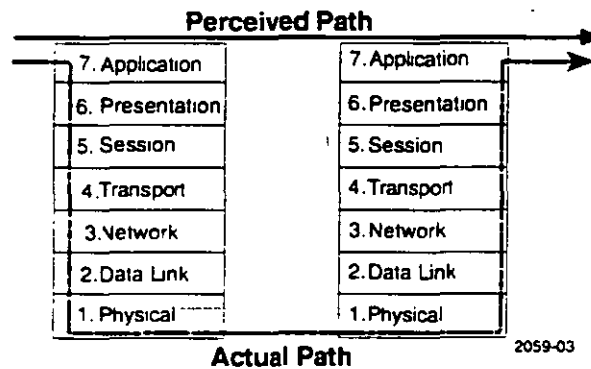 Perceived Path
7. Application
6. Presentation
5. Session
4. Transport
3. Network
2. Data Link
1. Physical
7. Application
6. Presentation
5. Session
4. Transport
3. Network
2. Data Link
1. Physical
Actual Path
2059-03